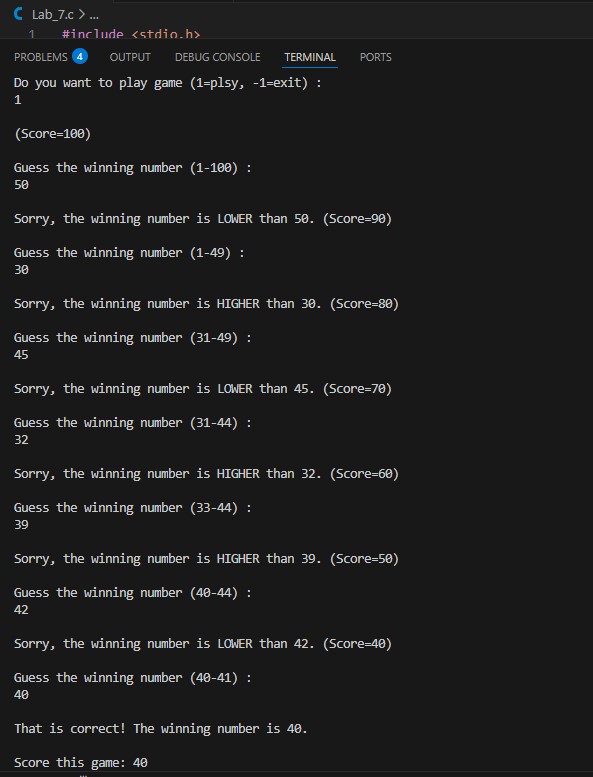 C Lab_7.c > ...
1 #include <stdio.h>
PROBLEMS 4 OUTPUT DEBUG CONSOLE TERMINAL PORTS
Do you want to play game (1=plsy, -1=exit) :
1
(Score=100)
Guess the winning number (1-100) :
50
Sorry, the winning number is LOWER than 50. (Score=90)
Guess the winning number (1-49) :
30
Sorry, the winning number is HIGHER than 30. (Score=80)
Guess the winning number (31-49) :
45
Sorry, the winning number is LOWER than 45. (Score=70)
Guess the winning number (31-44) :
32
Sorry, the winning number is HIGHER than 32. (Score=60)
Guess the winning number (33-44) :
39
Sorry, the winning number is HIGHER than 39. (Score=50)
Guess the winning number (40-44) :
42
Sorry, the winning number is LOWER than 42. (Score=40)
Guess the winning number (40-41) :
40
That is correct! The winning number is 40.
Score this game: 40